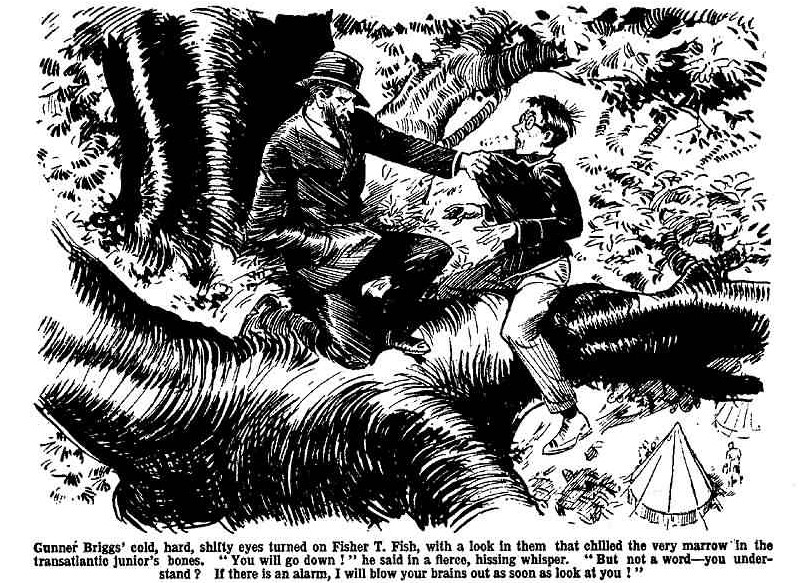 Gunner Briggs' cold, hard, shifty eyes turned on Fisher T. Fish, with a look in them that chilled the very marrow in the
transatlantic junior's bones. "You will go down!" he said in a fierce, hissing whisper. "But not a word—you under-
stand? If there is an alarm, I will blow your brains out as soon as look at you!"